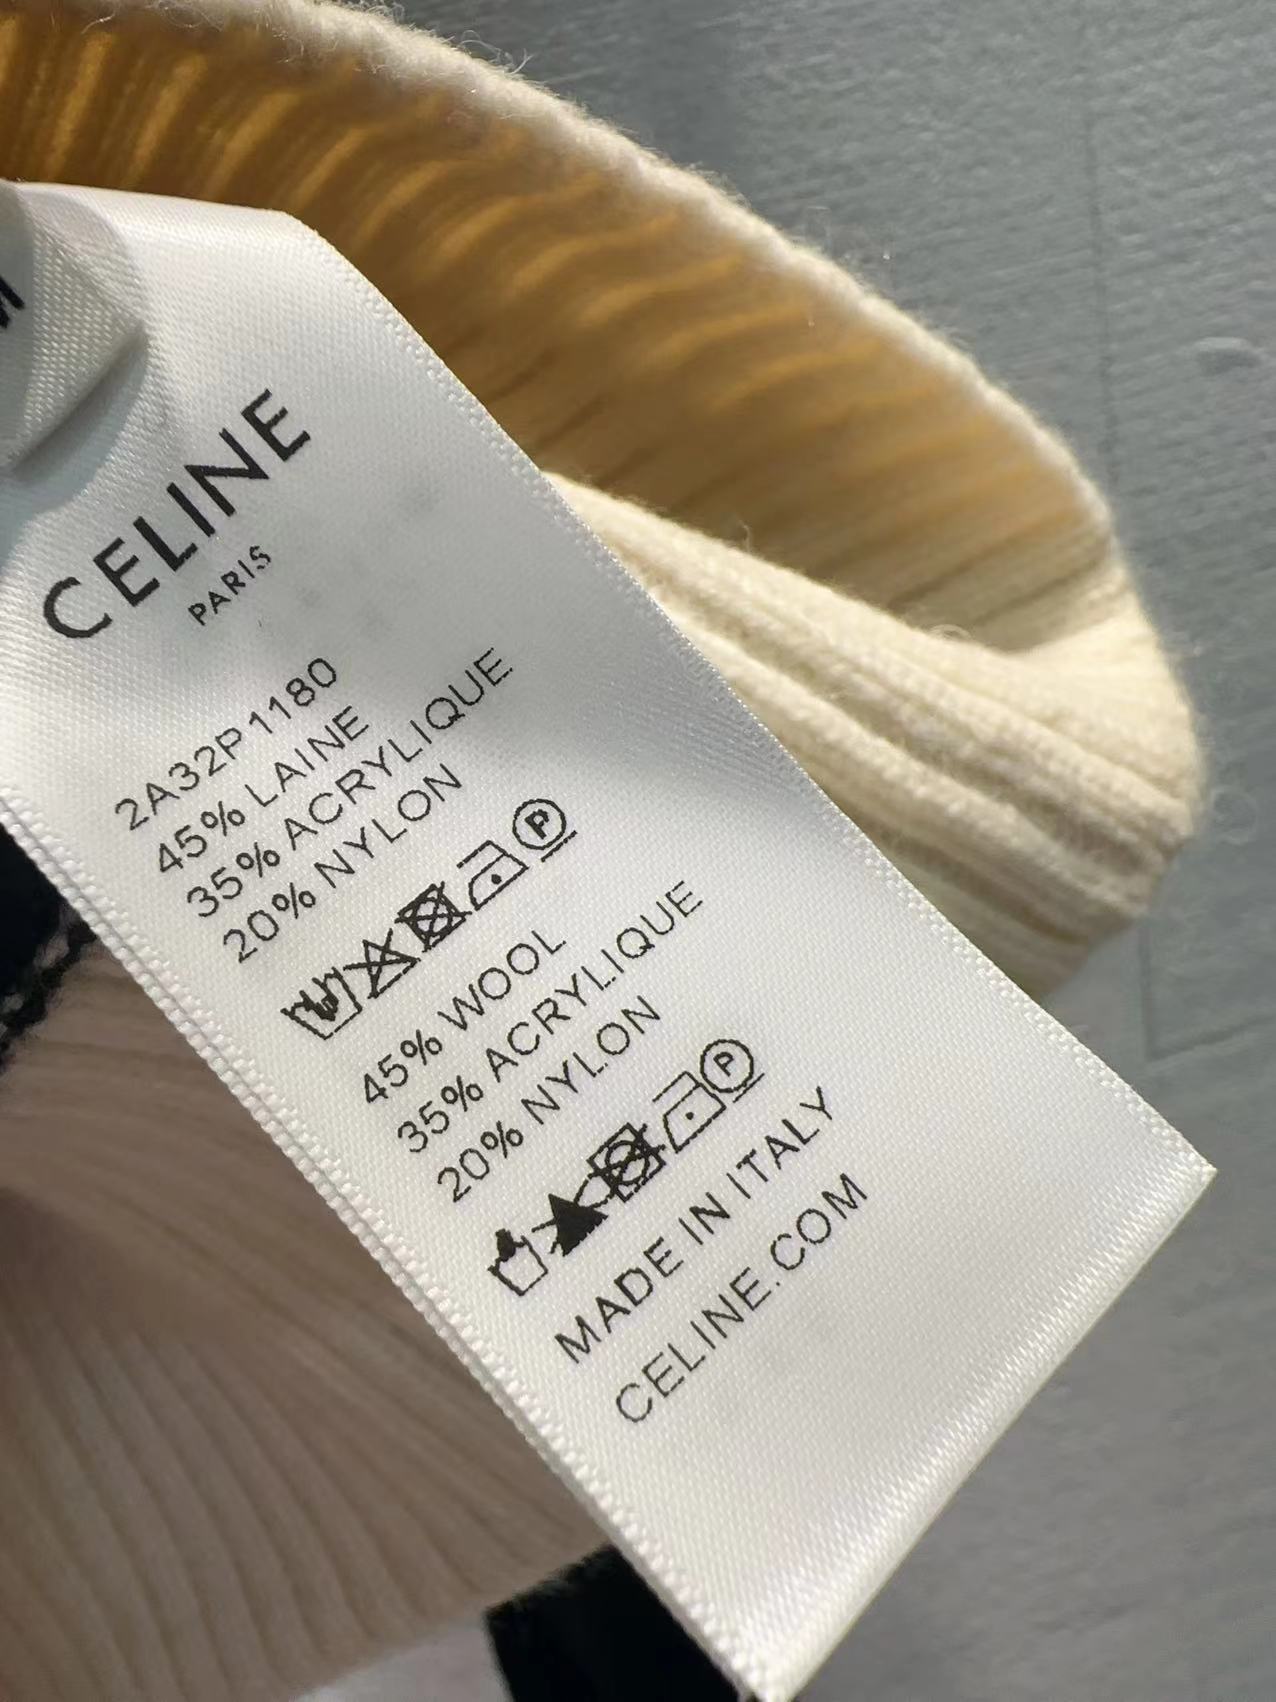 M
CELINE
PARIS
2A32P1180
45% LAINE
35% ACRYLIQUE
20% NYLON
P
45% WOOL
35% ACRYLIQUE
20% NYLON
P
MADE IN ITALY
CELINE.COM